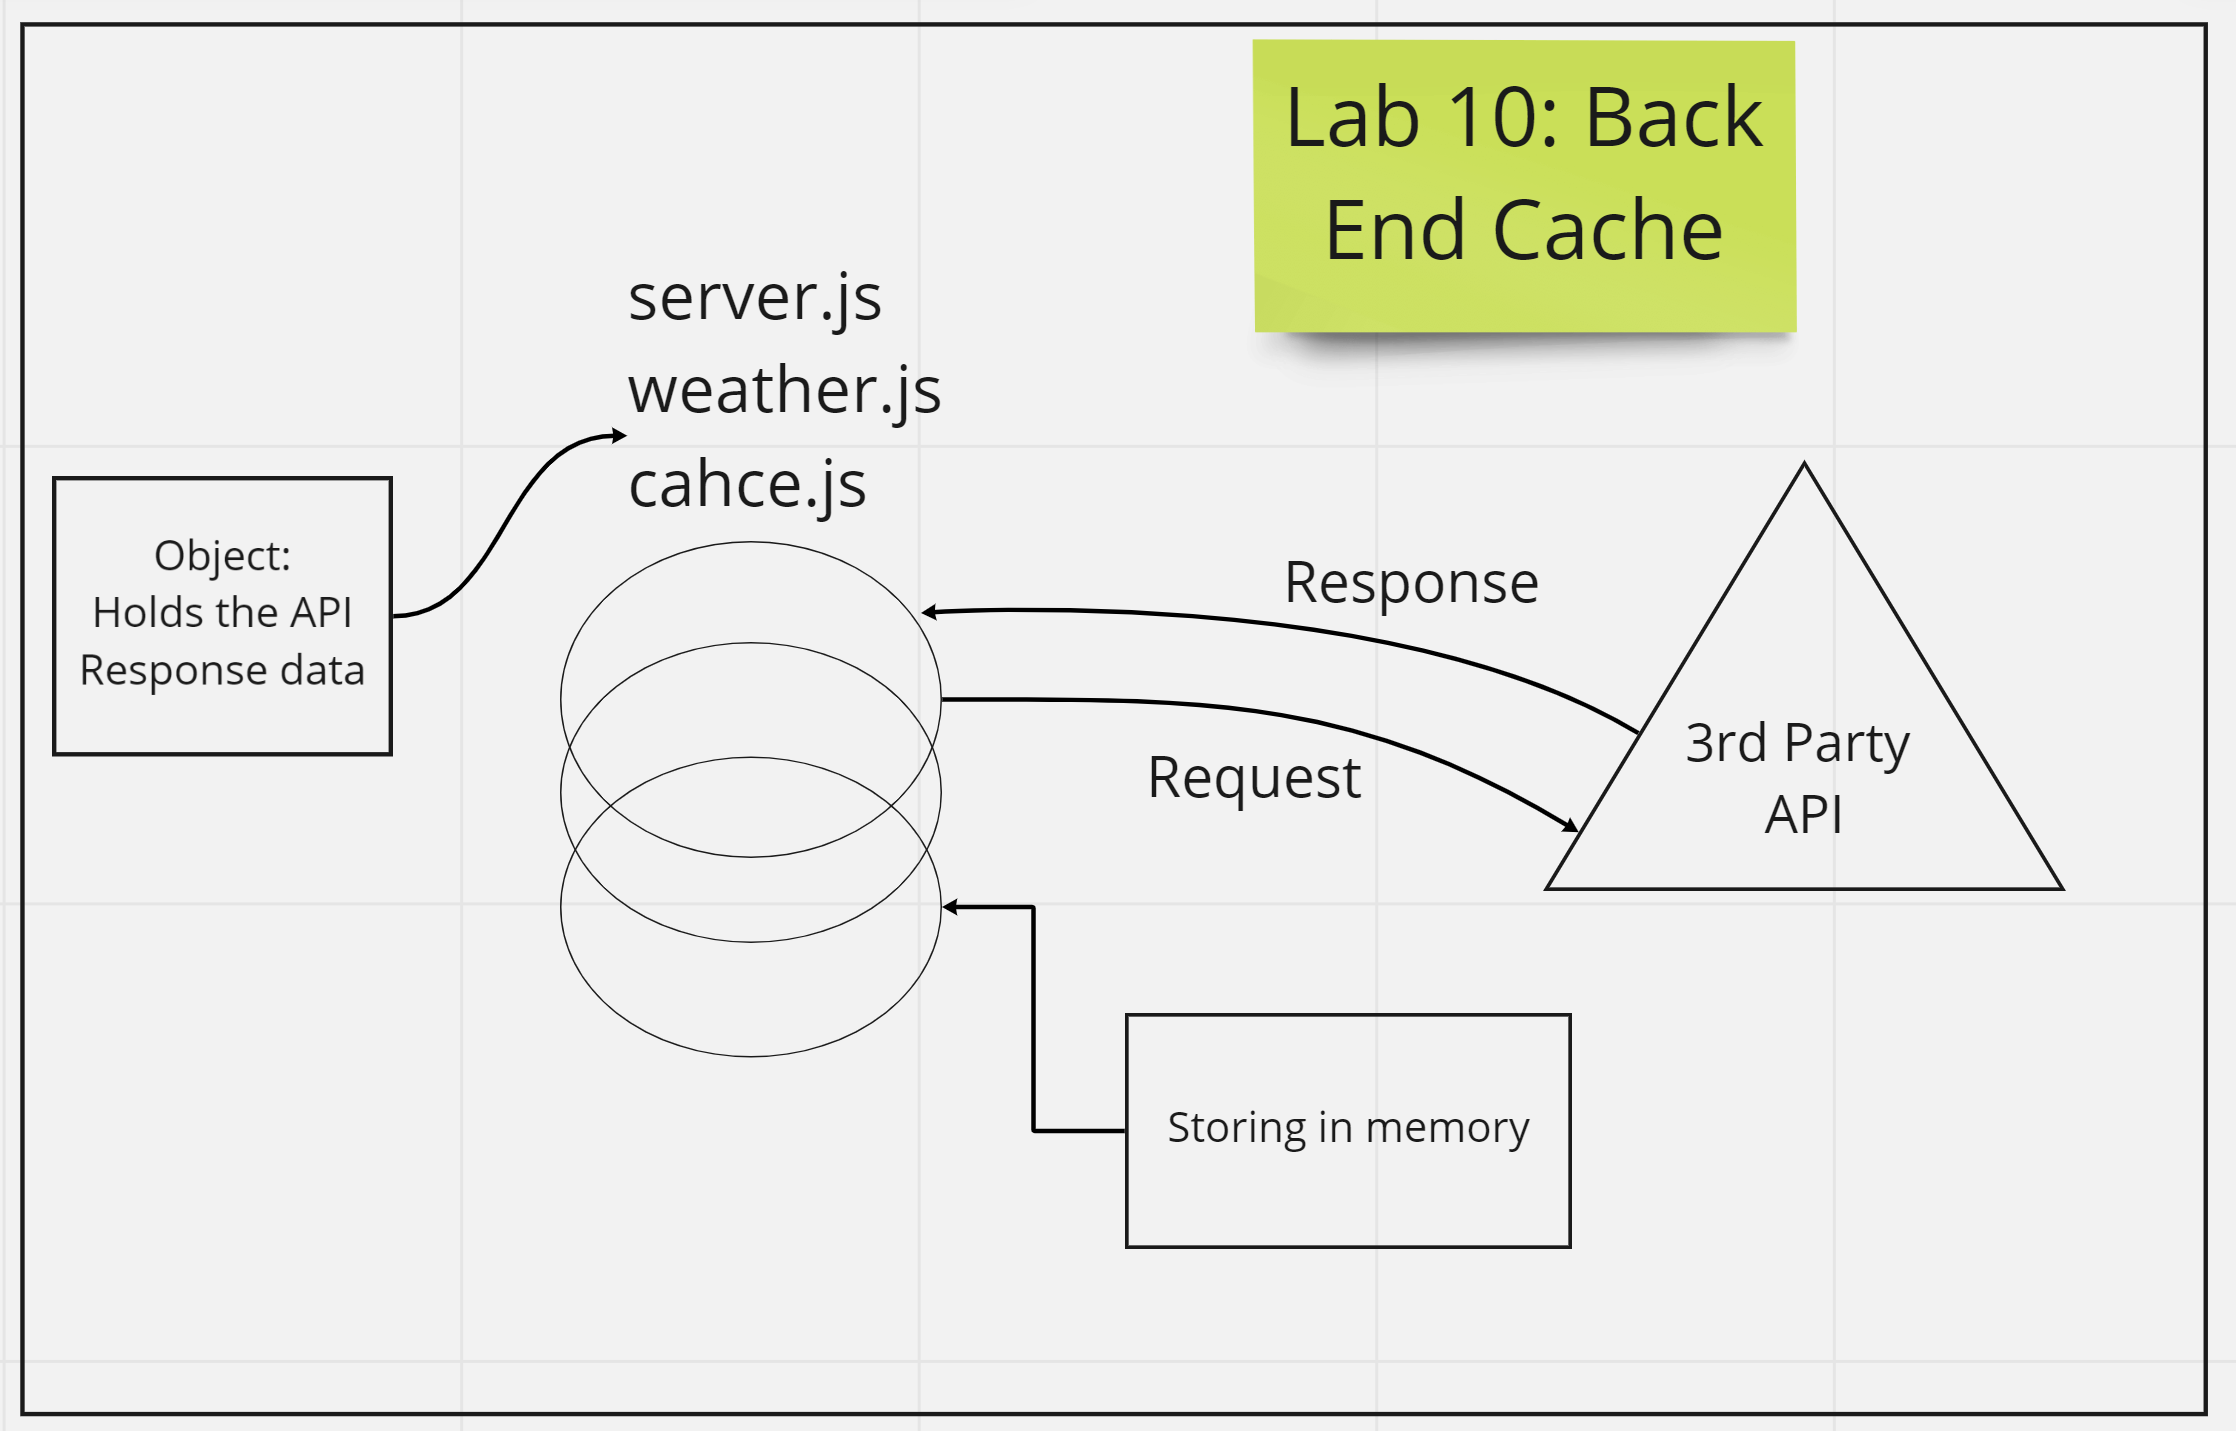 Lab 10: Back
End Cache
server.js
weather.js
cahce.js
Object:
Holds the API
Response data
Response
Request
3rd Party
API
Storing in memory